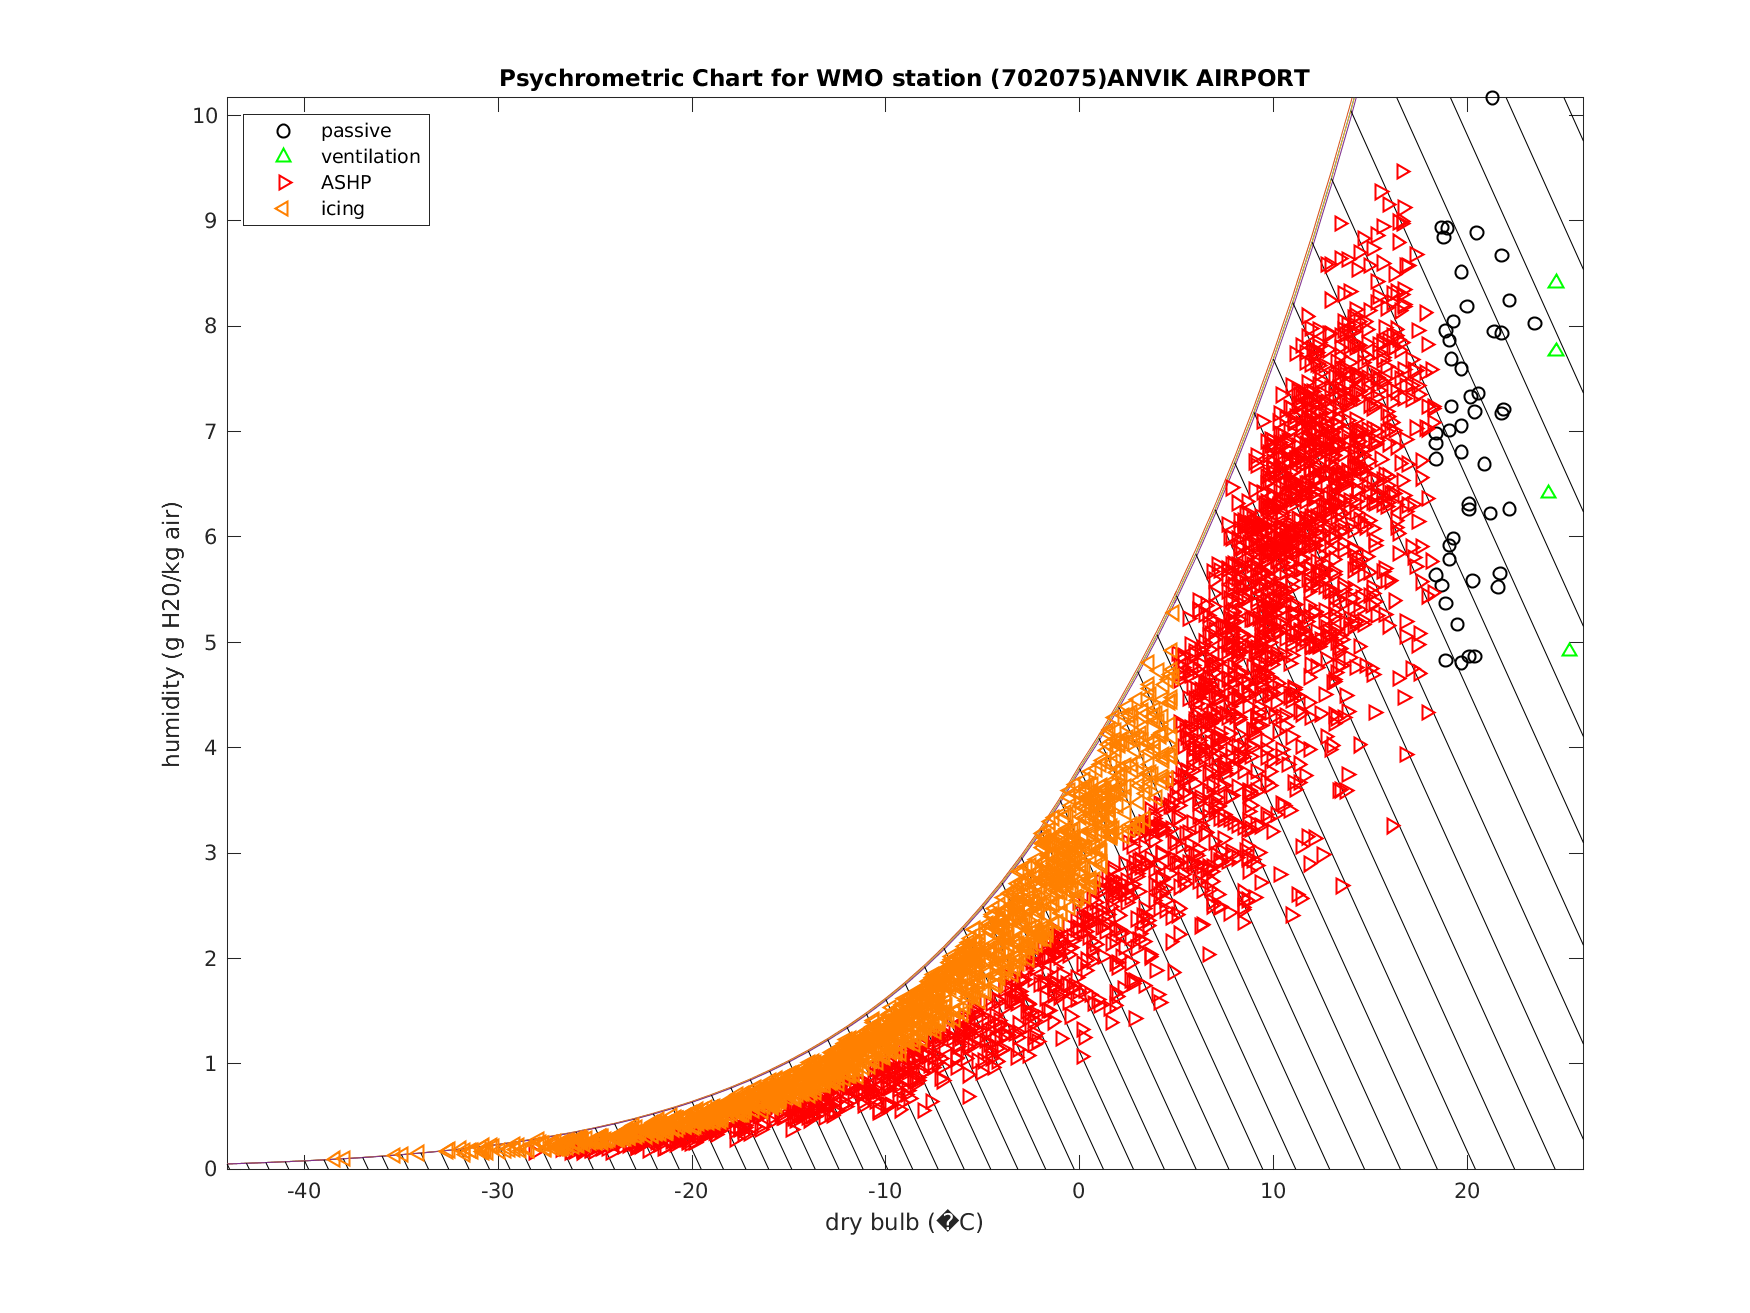 Psychrometric Chart for WMO station (702075)ANVIK AIRPORT
passive
ventilation
ASHP
icing
humidity (g H20/kg air)
10
9
8
7
6
5
4
3
2
1
0
-40 -30 -20 -10 0 10 20
dry bulb (�C)